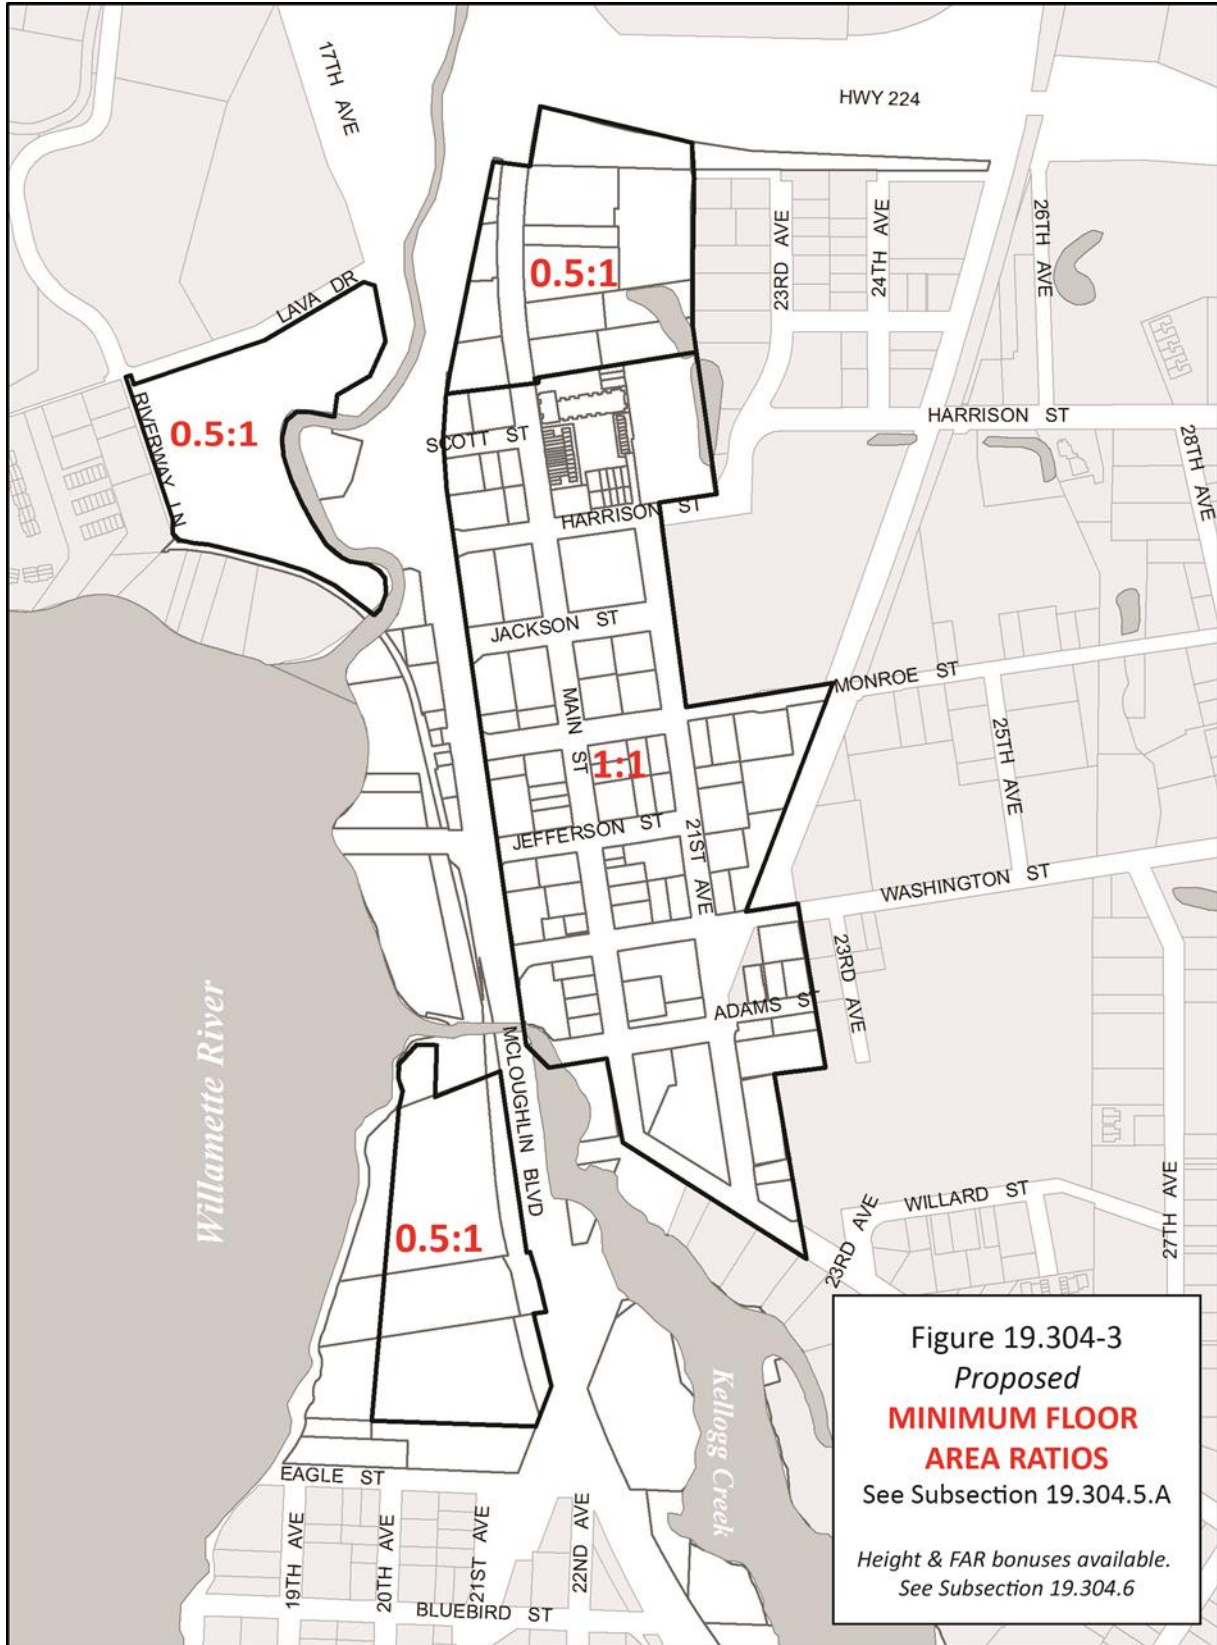 17TH AVE
HWY 224
23RD AVE
24TH AVE
26TH AVE
LAVA DR
0.5:1
RIVERWAY LN
0.5:1
SCOTT ST
HARRISON ST
28TH AVE
HARRISON ST
JACKSON ST
MAIN ST
MONROE ST
25TH AVE
1:1
JEFFERSON ST
21ST AVE
WASHINGTON ST
23RD AVE
ADAMS ST
Willamette River
MCLOUGHLIN BLVD
0.5:1
WILLARD ST
23RD AVE
27TH AVE
Kellogg Creek
EAGLE ST
19TH AVE
20TH AVE
21ST AVE
22ND AVE
BLUEBIRD ST
Figure 19.304-3
Proposed
MINIMUM FLOOR
AREA RATIOS
See Subsection 19.304.5.A
Height & FAR bonuses available.
See Subsection 19.304.6